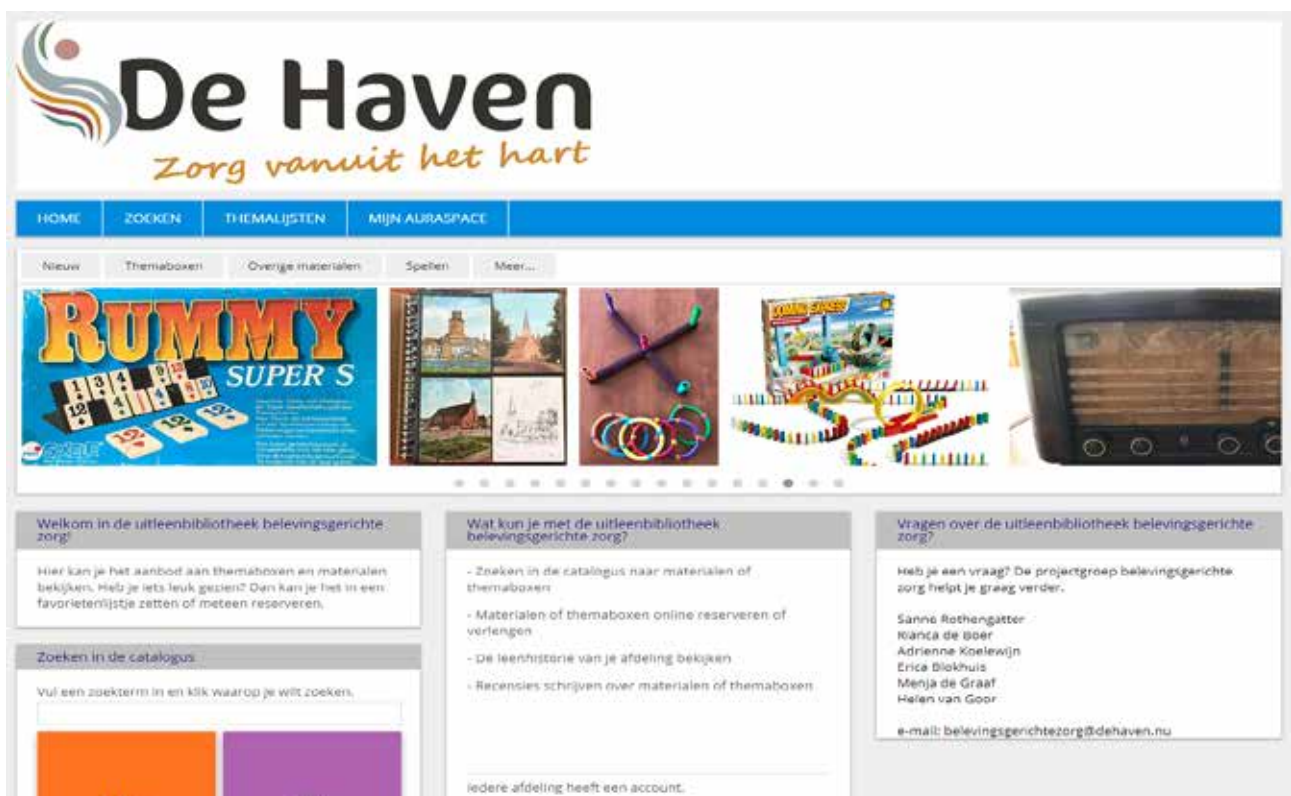 De Haven
Zorg vanuit het hart
HOME ZOEKEN THEMALIJSTEN MIJN AURASPACE
Nieuw Themaboxen Overige materialen Spellen Meer...
RUMMY
SUPER S
DOMINO EXPRESS
Welkom in de uitleenbibliotheek belevingsgerichte
zorg!
Hier kan je het aanbod aan themaboxen en materialen
bekijken. Heb je iets leuk gezien? Dan kan je het in een
favorietenlijstje zetten of meteen reserveren.
Zoeken in de catalogus
Vul een zoekterm in en klik waarop je wilt zoeken.
Wat kun je met de uitleenbibliotheek
belevingsgerichte zorg?
- Zoeken in de catalogus naar materialen of
themaboxen
- Materialen of themaboxen online reserveren of
verlengen
- De leenhistorie van je afdeling bekijken
- Recensies schrijven over materialen of themaboxen
Iedere afdeling heeft een account.
Vragen over de uitleenbibliotheek belevingsgerichte
zorg?
Heb je een vraag? De projectgroep belevingsgerichte
zorg helpt je graag verder.
Sanne Rothengatter
Rianca de Boer
Adrienne Koelewijn
Erica Blokhuis
Menja de Graaf
Helen van Goor
e-mail: belevingsgerichtezorg@dehaven.nu